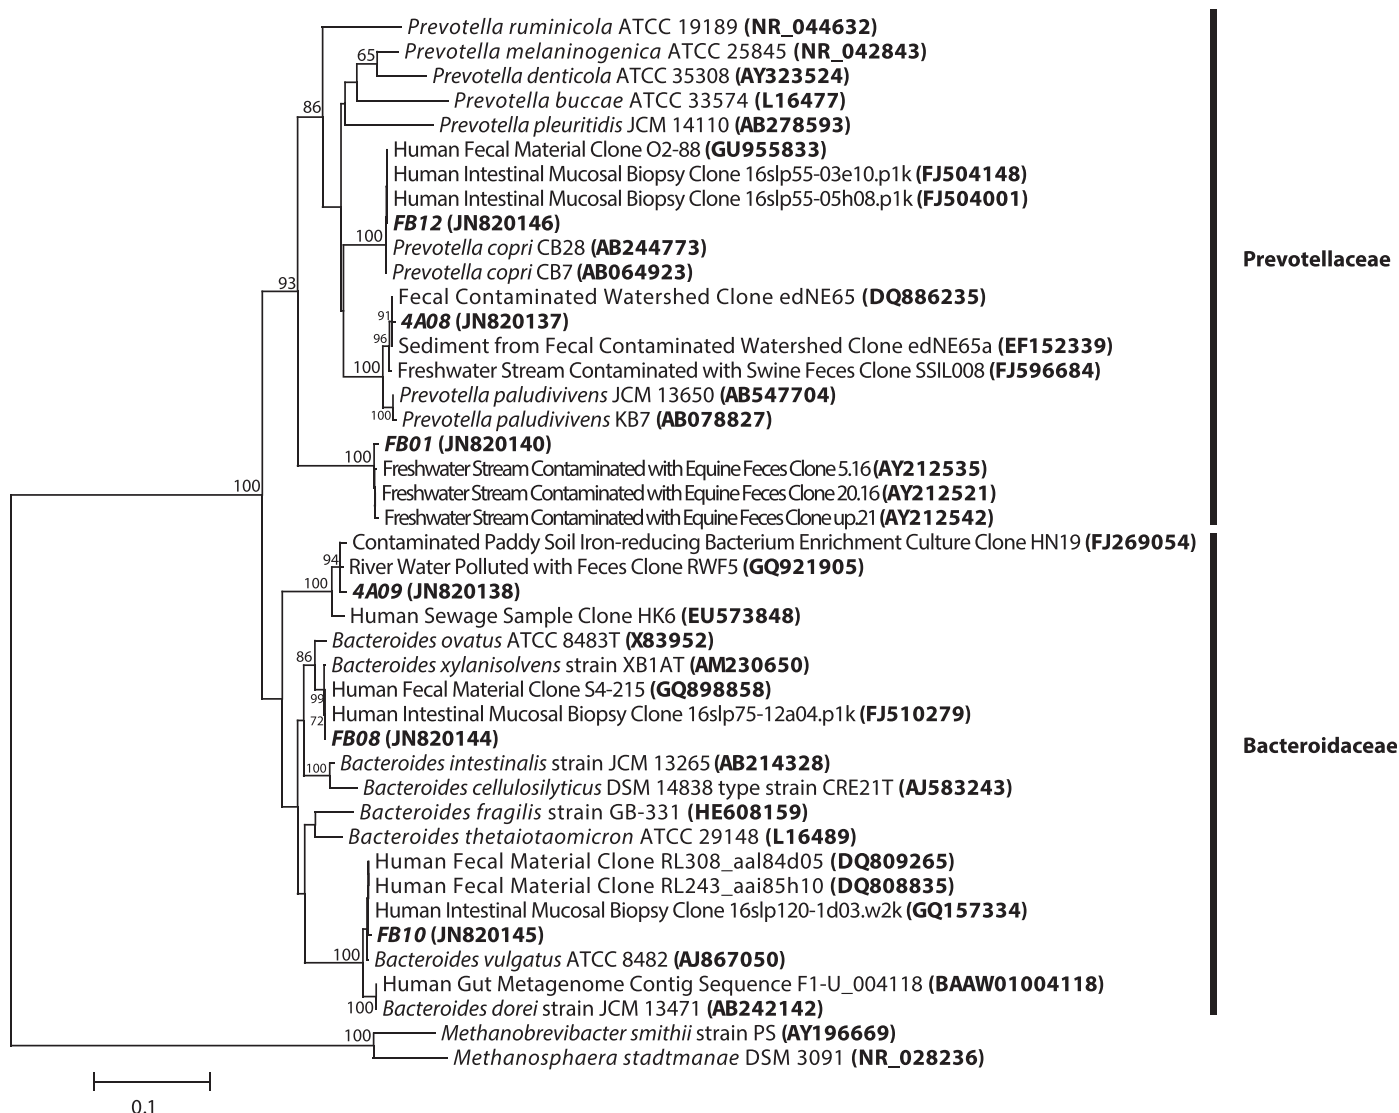 Prevotella ruminicola ATCC 19189 (NR_044632)
Prevotella melaninogenica ATCC 25845 (NR_042843)
65
Prevotella denticola ATCC 35308 (AY323524)
Prevotella buccae ATCC 33574 (L16477)
86
Prevotella pleuritidis JCM 14110 (AB278593)
Human Fecal Material Clone O2-88 (GU955833)
Human Intestinal Mucosal Biopsy Clone 16slp55-03e10.p1k (FJ504148)
Human Intestinal Mucosal Biopsy Clone 16slp55-05h08.p1k (FJ504001)
FB12 (JN820146)
100
Prevotella copri CB28 (AB244773)
Prevotellaceae
Prevotella copri CB7 (AB064923)
93
Fecal Contaminated Watershed Clone edNE65 (DQ886235)
91
4A08 (JN820137)
96
Sediment from Fecal Contaminated Watershed Clone edNE65a (EF152339)
100
Freshwater Stream Contaminated with Swine Feces Clone SSIL008 (FJ596684)
Prevotella paludivivens JCM 13650 (AB547704)
100
Prevotella paludivivens KB7 (AB078827)
FB01 (JN820140)
100
Freshwater Stream Contaminated with Equine Feces Clone 5.16 (AY212535)
100
Freshwater Stream Contaminated with Equine Feces Clone 20.16 (AY212521)
Freshwater Stream Contaminated with Equine Feces Clone up.21 (AY212542)
Contaminated Paddy Soil Iron-reducing Bacterium Enrichment Culture Clone HN19 (FJ269054)
94
River Water Polluted with Feces Clone RWF5 (GQ921905)
100
4A09 (JN820138)
Human Sewage Sample Clone HK6 (EU573848)
Bacteroides ovatus ATCC 8483T (X83952)
86
Bacteroides xylanisolvens strain XB1AT (AM230650)
Human Fecal Material Clone S4-215 (GQ898858)
99
Human Intestinal Mucosal Biopsy Clone 16slp75-12a04.p1k (FJ510279)
72
FB08 (JN820144)
Bacteroidaceae
Bacteroides intestinalis strain JCM 13265 (AB214328)
100
Bacteroides cellulosilyticus DSM 14838 type strain CRE21T (AJ583243)
Bacteroides fragilis strain GB-331 (HE608159)
Bacteroides thetaiotaomicron ATCC 29148 (L16489)
Human Fecal Material Clone RL308_aal84d05 (DQ809265)
Human Fecal Material Clone RL243_aai85h10 (DQ808835)
Human Intestinal Mucosal Biopsy Clone 16slp120-1d03.w2k (GQ157334)
FB10 (JN820145)
100
Bacteroides vulgatus ATCC 8482 (AJ867050)
Human Gut Metagenome Contig Sequence F1-U_004118 (BAAW01004118)
100
Bacteroides dorei strain JCM 13471 (AB242142)
100
Methanobrevibacter smithii strain PS (AY196669)
Methanosphaera stadtmanae DSM 3091 (NR_028236)
0.1